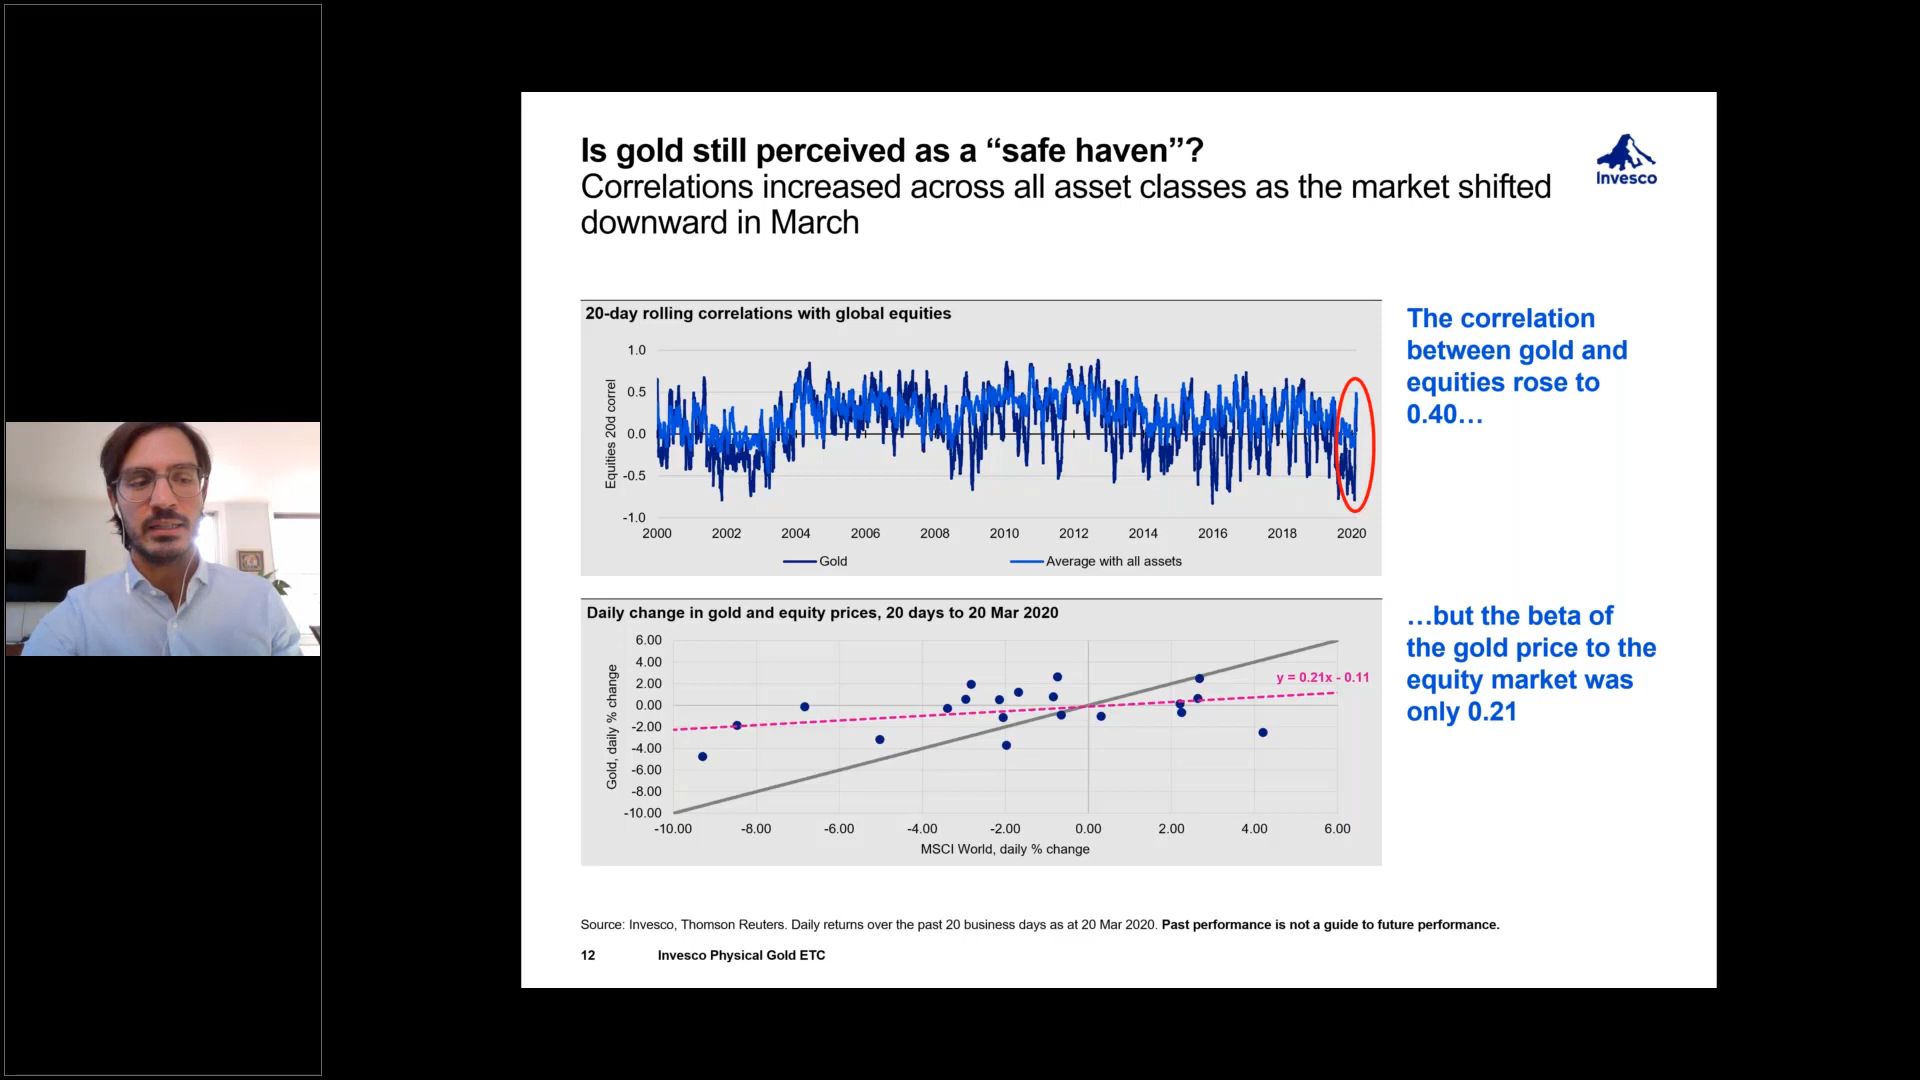 Is gold still perceived as a “safe haven”?
Correlations increased across all asset classes as the market shifted
downward in March
Invesco
20-day rolling correlations with global equities
Equities 20d correl
1.0
0.5
0.0
-0.5
-1.0
2000 2002 2004 2006 2008 2010 2012 2014 2016 2018 2020
Gold Average with all assets
The correlation
between gold and
equities rose to
0.40…
Daily change in gold and equity prices, 20 days to 20 Mar 2020
Gold, daily % change
6.00
4.00
2.00
0.00
-2.00
-4.00
-6.00
-8.00
-10.00
y = 0.21x - 0.11
-10.00 -8.00 -6.00 -4.00 -2.00 0.00 2.00 4.00 6.00
MSCI World, daily % change
…but the beta of
the gold price to the
equity market was
only 0.21
Source: Invesco, Thomson Reuters. Daily returns over the past 20 business days as at 20 Mar 2020. Past performance is not a guide to future performance.
12 Invesco Physical Gold ETC